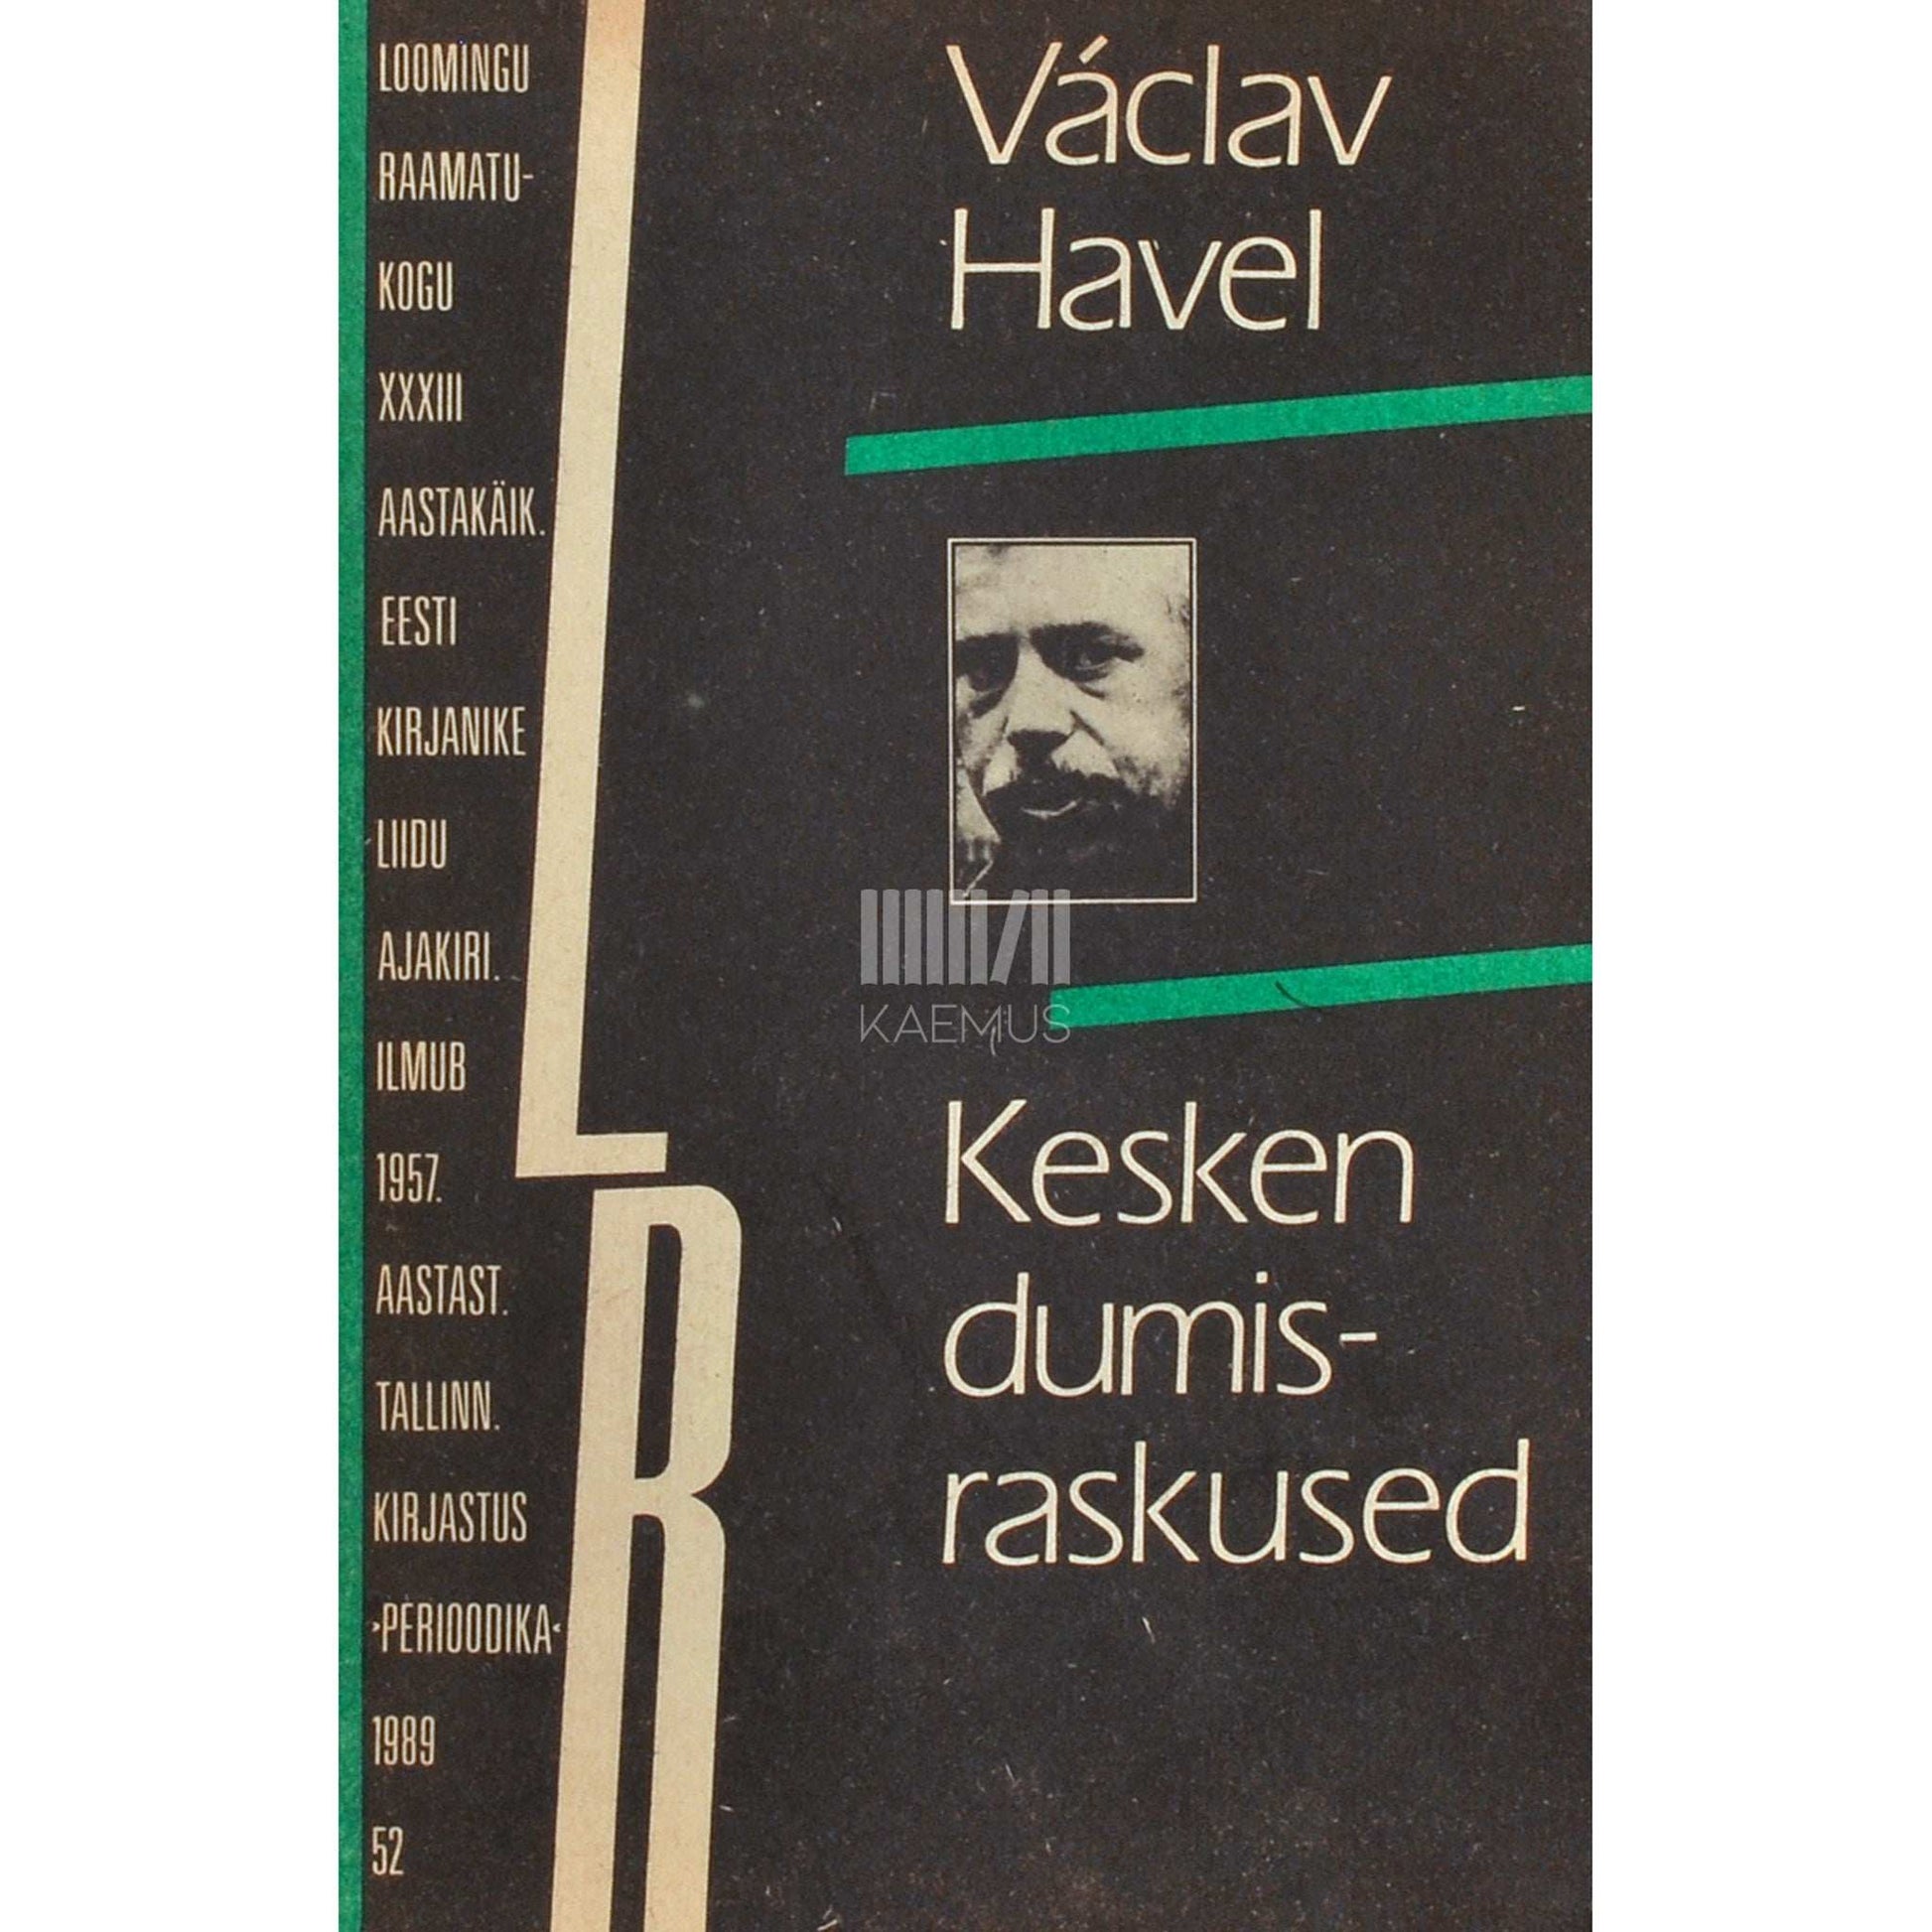 LOOMINGU
RAAMATU-
KOGU
XXXIII
AASTAKÄIK.
EESTI
KIRJANIKE
LIIDU
AJAKIRI.
ILMUB
1957.
AASTAST.
TALLINN.
KIRJASTUS
›PERIOODIKA‹
1989
52
LR
Václav
Havel
KAEMUS
Kesken
dumis-
raskused